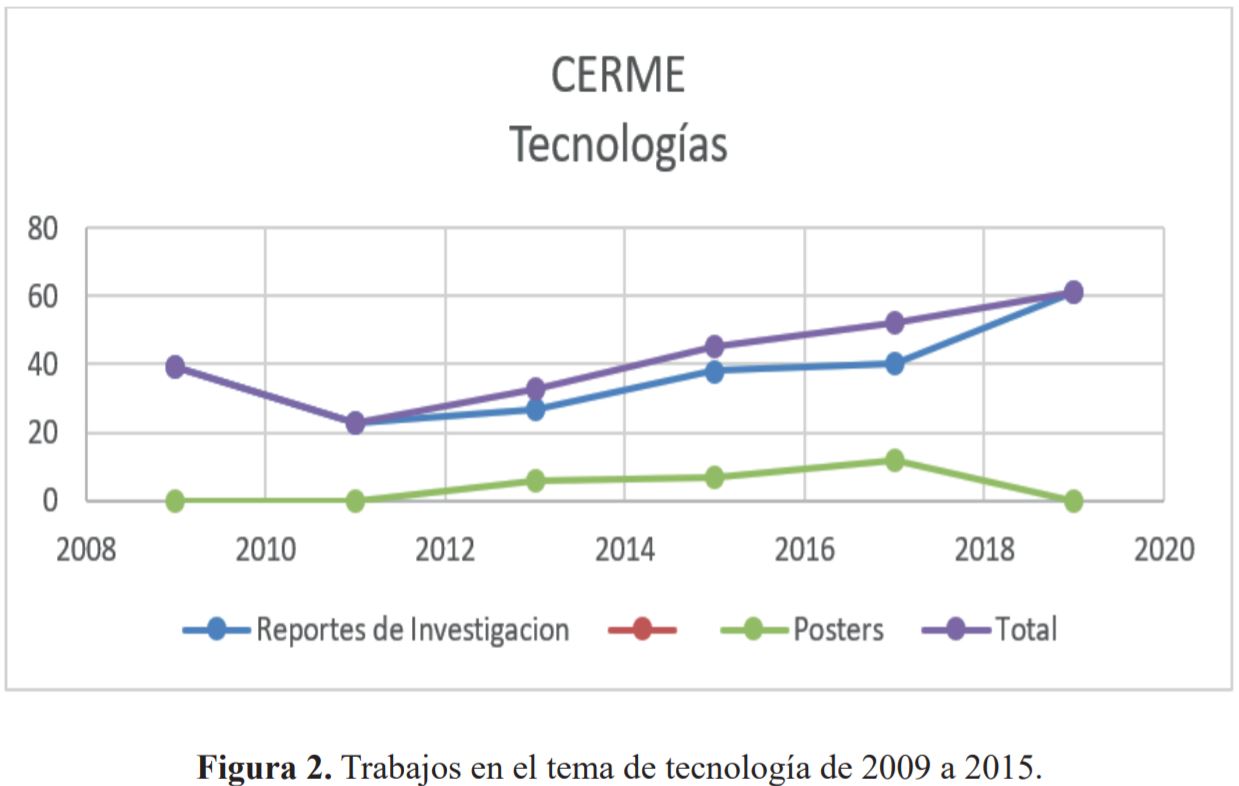 CERME
Tecnologías
80
60
40
20
0
2008 2010 2012 2014 2016 2018 2020
Reportes de Investigacion Posters Total
Figura 2. Trabajos en el tema de tecnología de 2009 a 2015.